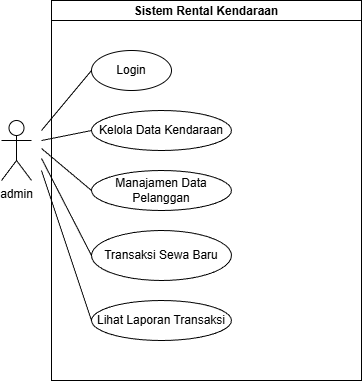 Sistem Rental Kendaraan
Login
Kelola Data Kendaraan
Manajamen Data
Pelanggan
admin
Transaksi Sewa Baru
Lihat Laporan Transaksi